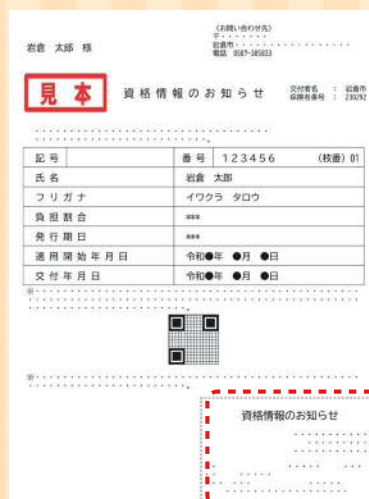 〈お問い合わせ先〉
〒
岩倉市
岩倉 太郎 様
電話 0587-385833
見本
資格情報のお知らせ
交付者名 : 岩倉市
保険者番号 : 230292
記号
番号 123456 (枝番) 01
氏名 岩倉 太郎
フリガナ イワクラ タロウ
負担割合 ***
発行期日 ***
適用開始年月日 令和●年 ●月 ●日
交付年月日 令和●年 ●月 ●日
※
※
資格情報のお知らせ